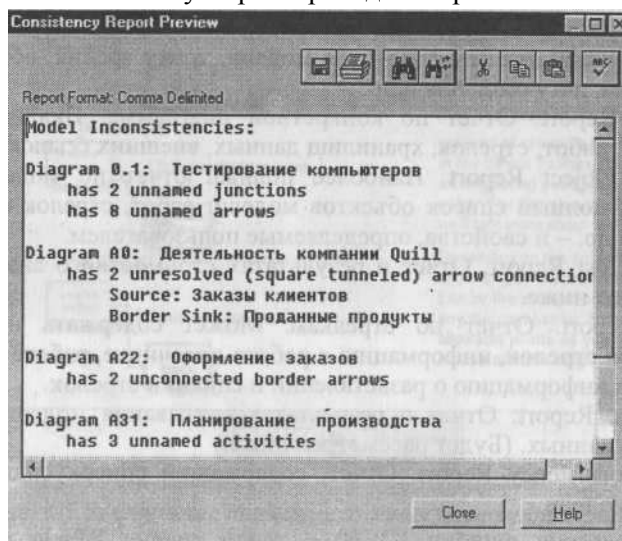 Consistency Report Preview
ABC
Report Format: Comma Delimited
Model Inconsistencies:
Diagram 0.1: Тестирование компьютеров
has 2 unnamed junctions
has 8 unnamed arrows
Diagram A0: Деятельность компании Quill
has 2 unresolved (square tunneled) arrow connection
Source: Заказы клиентов
Border Sink: Проданные продукты
Diagram A22: Оформление заказов
has 2 unconnected border arrows
Diagram A31: Планирование производства
has 3 unnamed activities
Close
Help